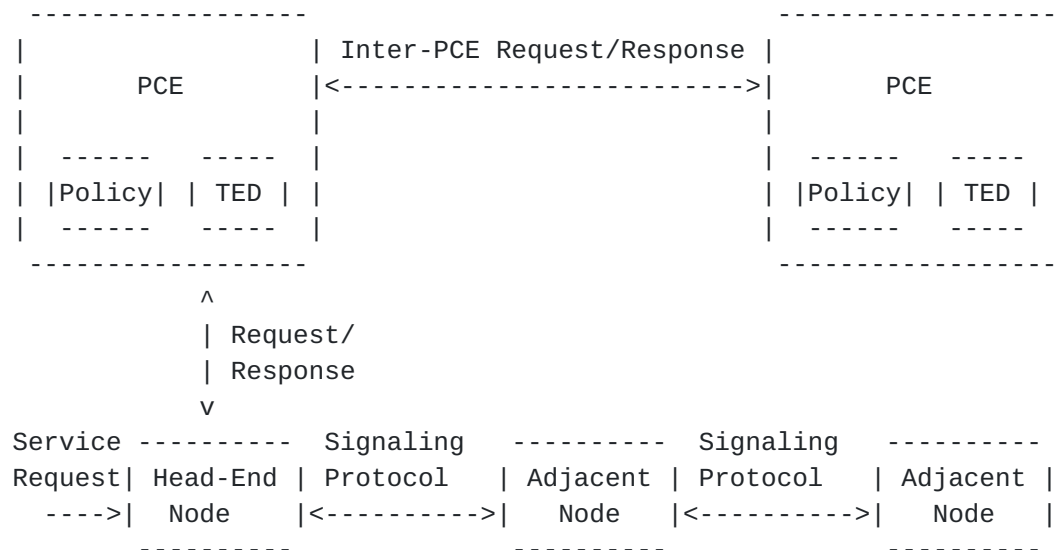 Inter-PCE Request/Response
PCE PCE
Policy TED Policy TED
Request/
Response
Service Signaling Signaling
Request Head-End Protocol Adjacent Protocol Adjacent
Node Node Node